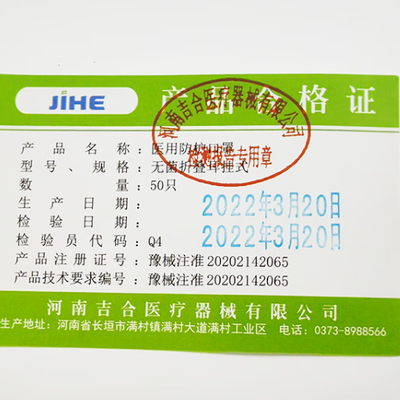 JIHE
产品合格证
河南吉合医疗器械有限公司
检测报告专用章
产品名称：医用防护口罩
型号、规格：无菌折叠耳挂式
数量：50只
生产日期：2022年3月20日
检验日期：2022年3月20日
检验员代码：Q4
产品注册证号：豫械注准20202142065
产品技术要求编号：豫械注准20202142065
河南吉合医疗器械有限公司
生产地址：河南省长垣市满村镇满村大道满村工业区 电话：0373-8988566